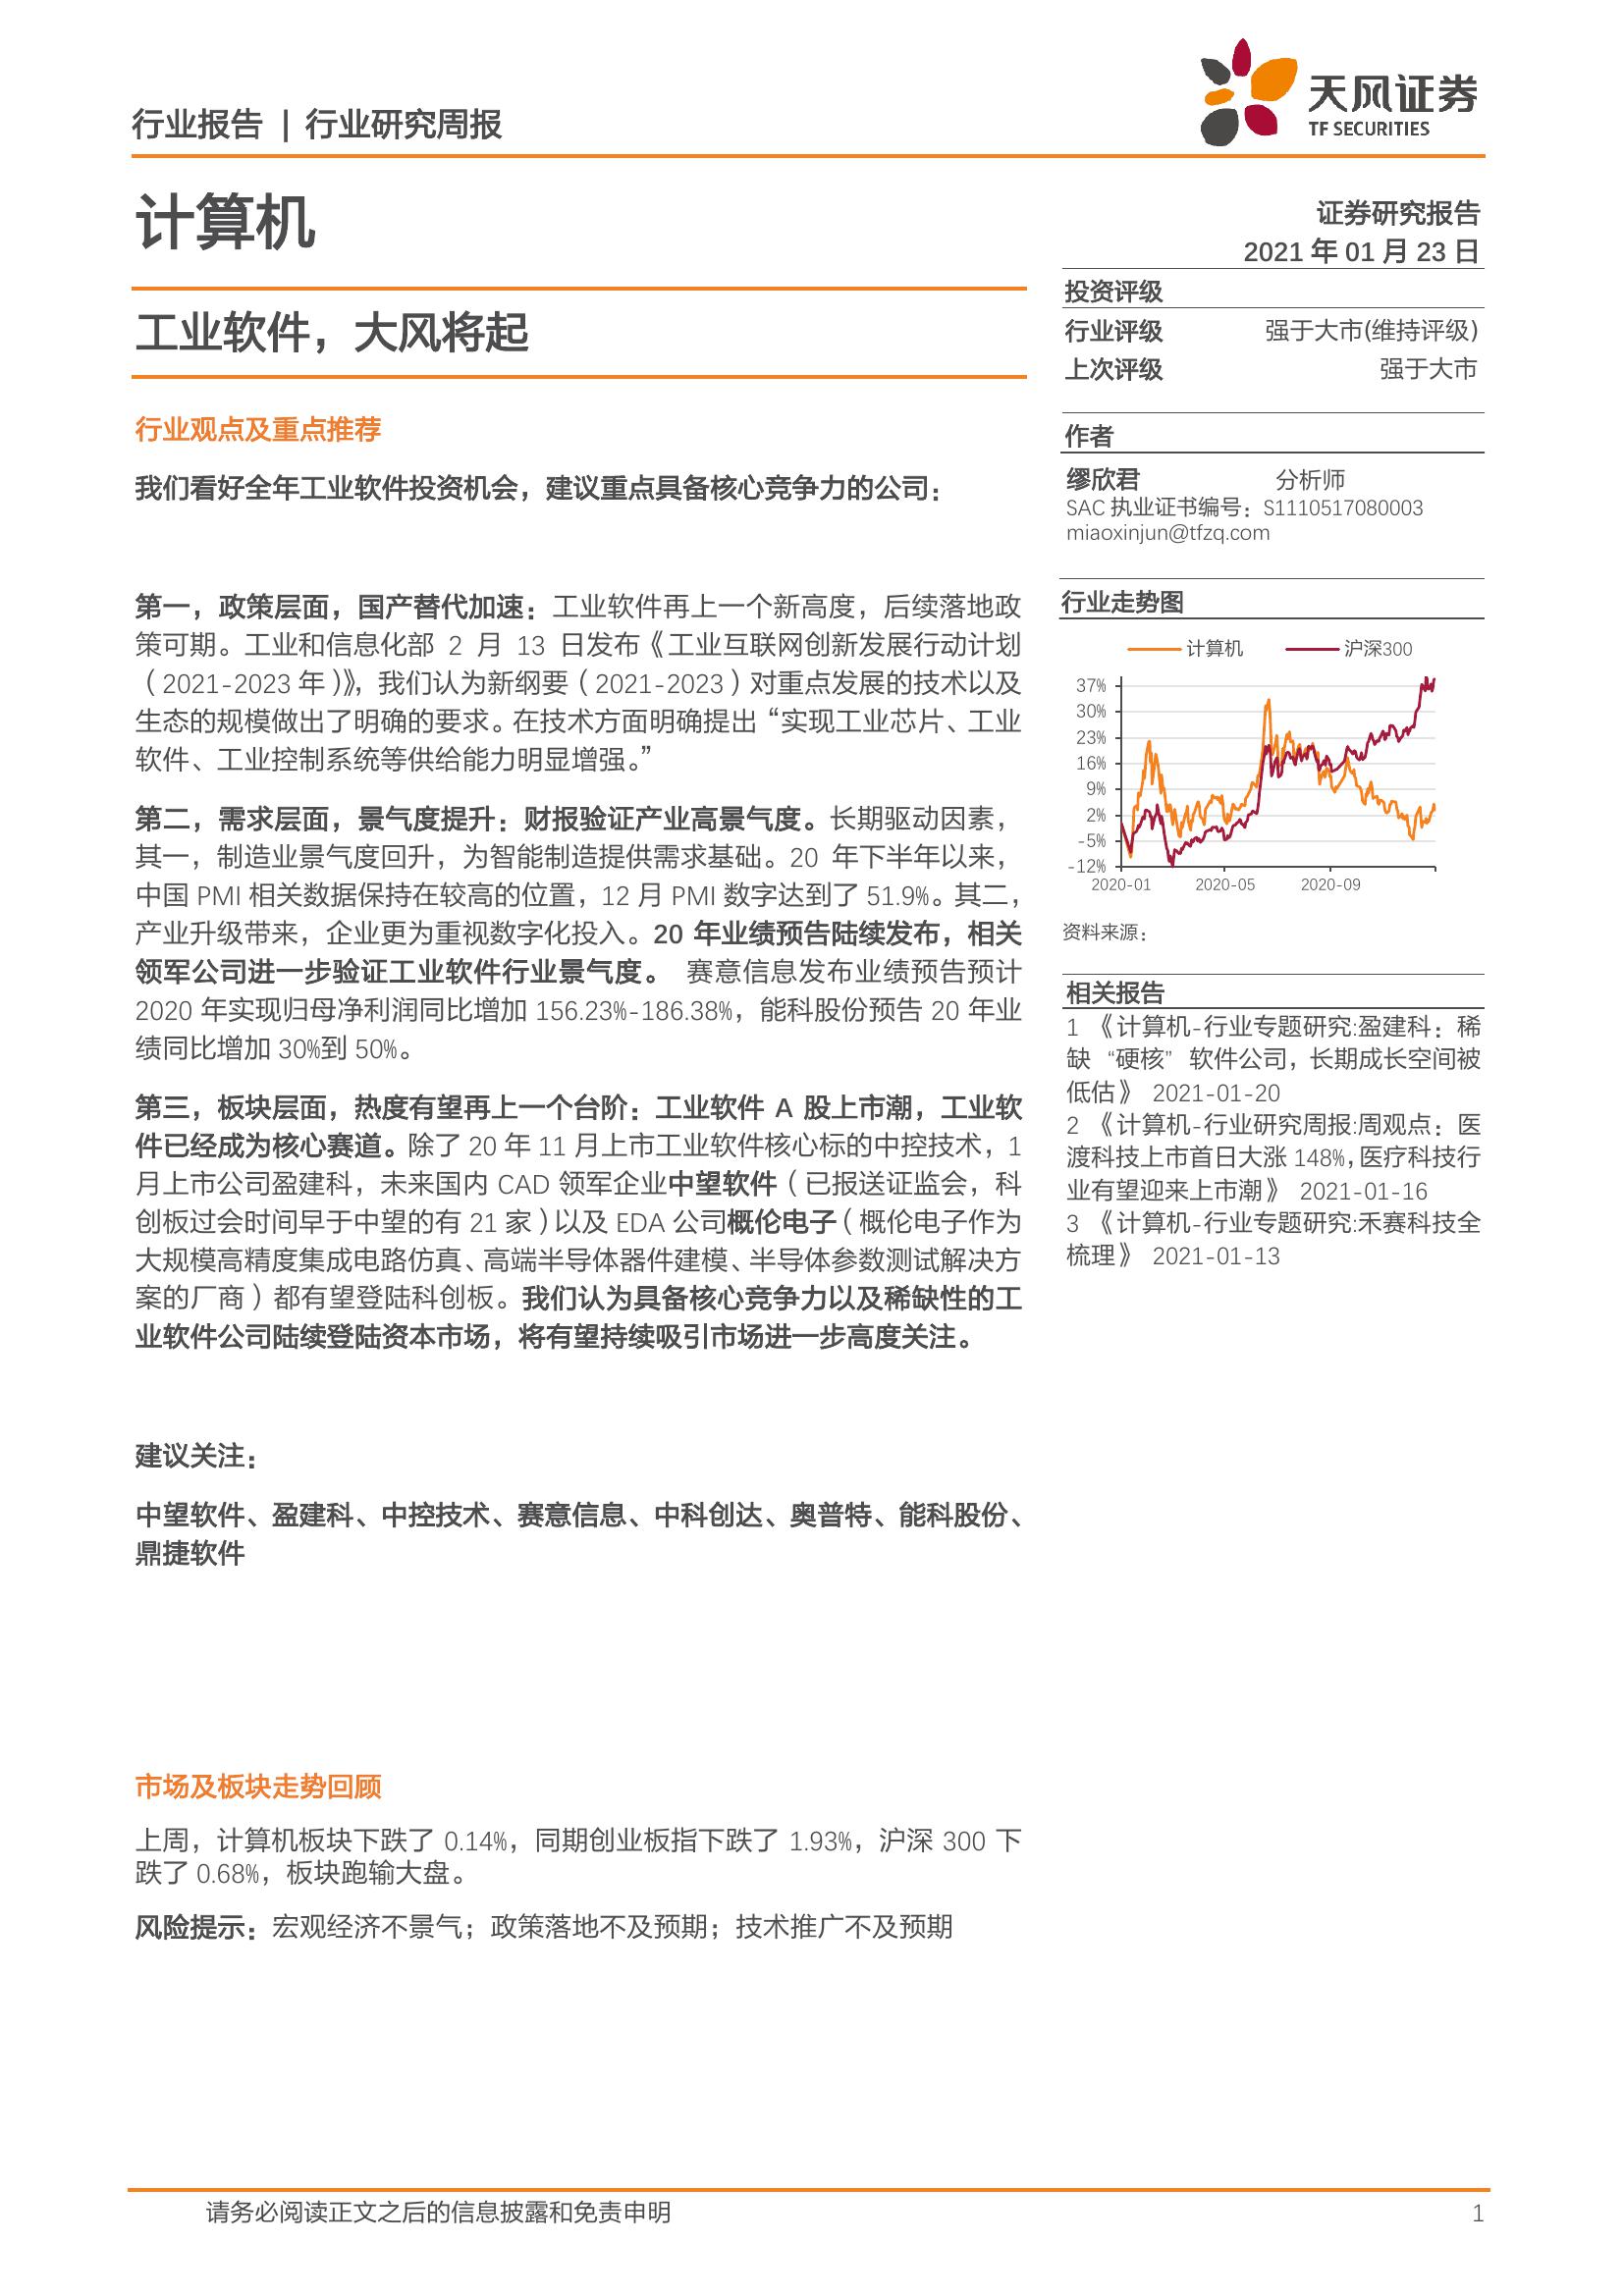 行业报告 | 行业研究周报
天风证券
TF SECURITIES
计算机
工业软件，大风将起
行业观点及重点推荐
我们看好全年工业软件投资机会，建议重点具备核心竞争力的公司：
第一，政策层面，国产替代加速：工业软件再上一个新高度，后续落地政
策可期。工业和信息化部 2 月 13 日发布《工业互联网创新发展行动计划
（2021-2023 年）》，我们认为新纲要（2021-2023）对重点发展的技术以及
生态的规模做出了明确的要求。在技术方面明确提出“实现工业芯片、工业
软件、工业控制系统等供给能力明显增强。”
第二，需求层面，景气度提升：财报验证产业高景气度。长期驱动因素，
其一，制造业景气度回升，为智能制造提供需求基础。20 年下半年以来，
中国 PMI 相关数据保持在较高的位置，12 月 PMI 数字达到了 51.9%。其二，
产业升级带来，企业更为重视数字化投入。20 年业绩预告陆续发布，相关
领军公司进一步验证工业软件行业景气度。 赛意信息发布业绩预告预计
2020 年实现归母净利润同比增加 156.23%-186.38%，能科股份预告 20 年业
绩同比增加 30%到 50%。
第三，板块层面，热度有望再上一个台阶：工业软件 A 股上市潮，工业软
件已经成为核心赛道。除了 20 年 11 月上市工业软件核心标的中控技术，1
月上市公司盈建科，未来国内 CAD 领军企业中望软件（已报送证监会，科
创板过会时间早于中望的有 21 家）以及 EDA 公司概伦电子（概伦电子作为
大规模高精度集成电路仿真、高端半导体器件建模、半导体参数测试解决方
案的厂商）都有望登陆科创板。我们认为具备核心竞争力以及稀缺性的工
业软件公司陆续登陆资本市场，将有望持续吸引市场进一步高度关注。
建议关注：
中望软件、盈建科、中控技术、赛意信息、中科创达、奥普特、能科股份、
鼎捷软件
市场及板块走势回顾
上周，计算机板块下跌了 0.14%，同期创业板指下跌了 1.93%，沪深 300 下
跌了 0.68%，板块跑输大盘。
风险提示：宏观经济不景气；政策落地不及预期；技术推广不及预期
证券研究报告
2021 年 01 月 23 日
投资评级
行业评级 强于大市(维持评级)
上次评级 强于大市
作者
缪欣君 分析师
SAC 执业证书编号：S1110517080003
miaoxinjun@tfzq.com
行业走势图
计算机 沪深300
37%
30%
23%
16%
9%
2%
-5%
-12%
2020-01 2020-05 2020-09
资料来源：
相关报告
1 《计算机-行业专题研究:盈建科：稀
缺 “硬核” 软件公司，长期成长空间被
低估》 2021-01-20
2 《计算机-行业研究周报:周观点：医
渡科技上市首日大涨 148%，医疗科技行
业有望迎来上市潮》 2021-01-16
3 《计算机-行业专题研究:禾赛科技全
梳理》 2021-01-13
请务必阅读正文之后的信息披露和免责申明 1